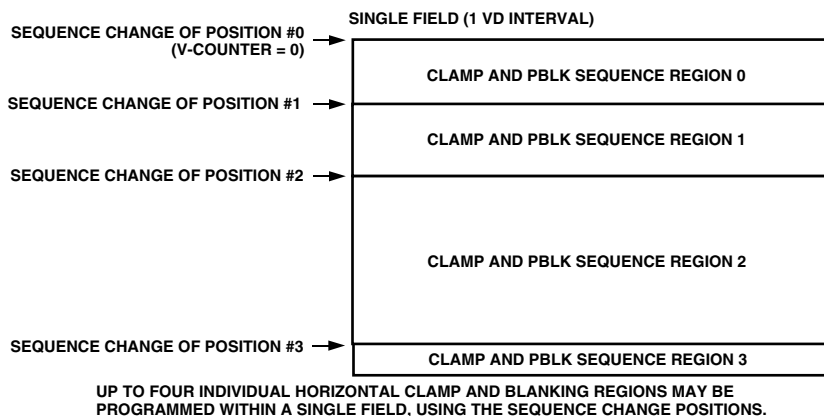 SINGLE FIELD (1 VD INTERVAL)
SEQUENCE CHANGE OF POSITION #0
(V-COUNTER = 0)
CLAMP AND PBLK SEQUENCE REGION 0
SEQUENCE CHANGE OF POSITION #1
CLAMP AND PBLK SEQUENCE REGION 1
SEQUENCE CHANGE OF POSITION #2
CLAMP AND PBLK SEQUENCE REGION 2
SEQUENCE CHANGE OF POSITION #3
CLAMP AND PBLK SEQUENCE REGION 3
UP TO FOUR INDIVIDUAL HORIZONTAL CLAMP AND BLANKING REGIONS MAY BE
PROGRAMMED WITHIN A SINGLE FIELD, USING THE SEQUENCE CHANGE POSITIONS.